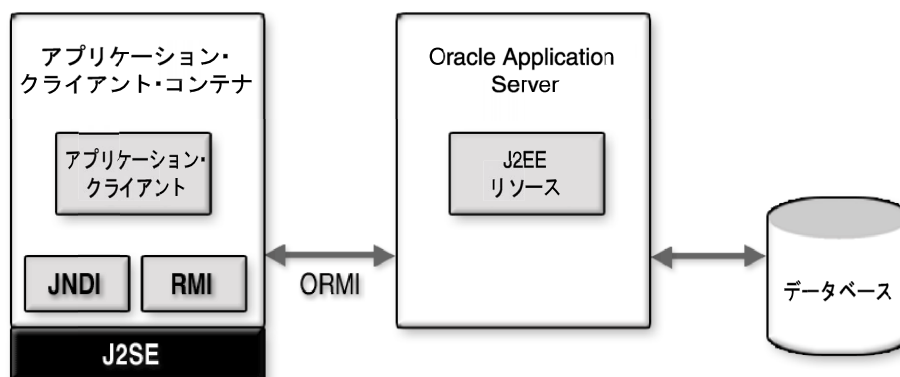 アプリケーション・
クライアント・コンテナ
アプリケーション・
クライアント
JNDI
RMI
J2SE
ORMI
Oracle Application
Server
J2EE
リソース
データベース